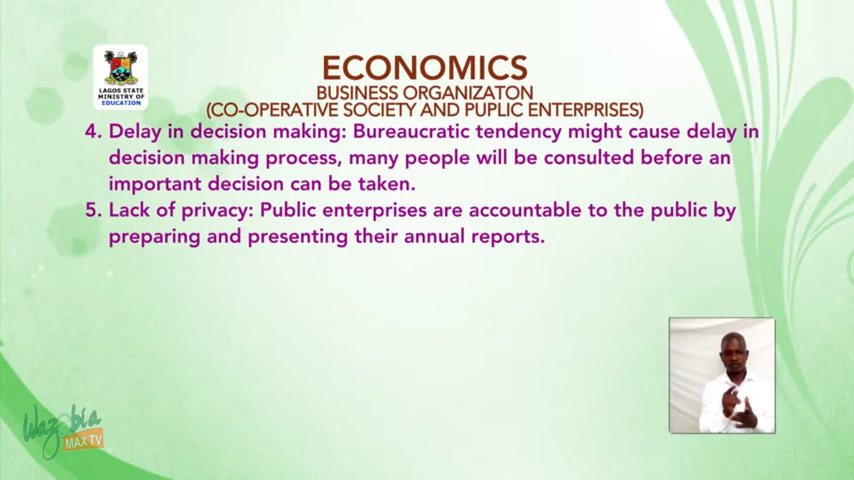 LAGOS STATE
MINISTRY OF
EDUCATION
ECONOMICS
BUSINESS ORGANIZATON
(CO-OPERATIVE SOCIETY AND PUPLIC ENTERPRISES)
4. Delay in decision making: Bureaucratic tendency might cause delay in
decision making process, many people will be consulted before an
important decision can be taken.
5. Lack of privacy: Public enterprises are accountable to the public by
preparing and presenting their annual reports.
Wazobia
MAX TV